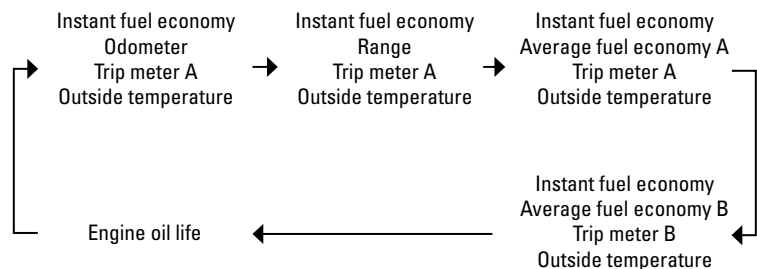 Instant fuel economy
Odometer
Trip meter A
Outside temperature
Instant fuel economy
Range
Trip meter A
Outside temperature
Instant fuel economy
Average fuel economy A
Trip meter A
Outside temperature
Instant fuel economy
Average fuel economy B
Trip meter B
Outside temperature
Engine oil life